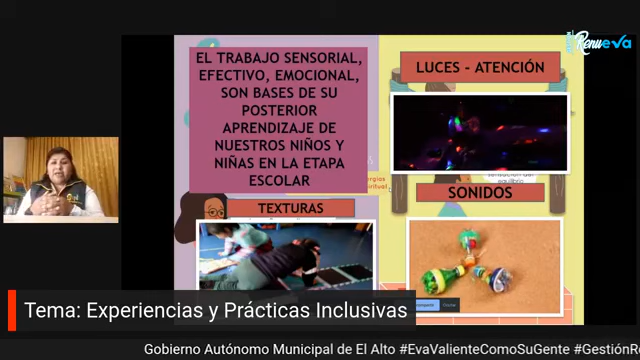 Renueva
EL TRABAJO SENSORIAL,
EFECTIVO, EMOCIONAL,
SON BASES DE SU
POSTERIOR
APRENDIZAJE DE
NUESTROS NIÑOS Y
NIÑAS EN LA ETAPA
ESCOLAR
LUCES - ATENCIÓN
SONIDOS
TEXTURAS
Tema: Experiencias y Prácticas Inclusivas
Gobierno Autónomo Municipal de El Alto #EvaValienteComoSuGente #GestiónRe